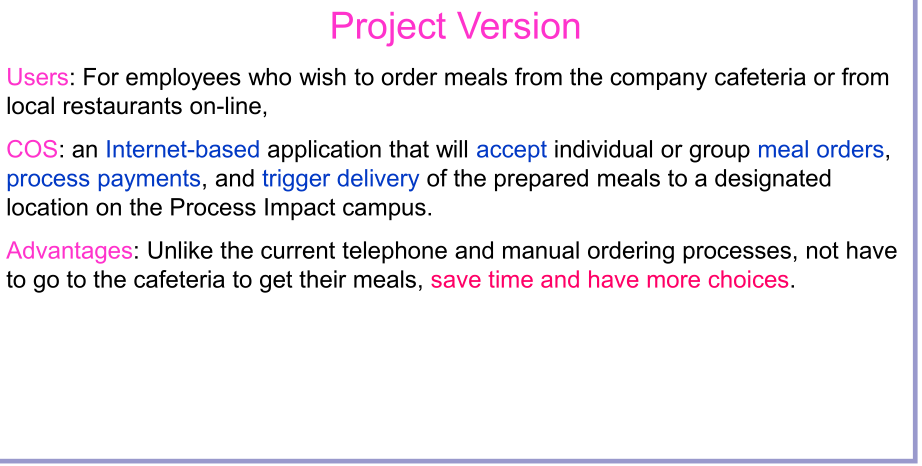 Project Version
Users: For employees who wish to order meals from the company cafeteria or from
local restaurants on-line,
COS: an Internet-based application that will accept individual or group meal orders,
process payments, and trigger delivery of the prepared meals to a designated
location on the Process Impact campus.
Advantages: Unlike the current telephone and manual ordering processes, not have
to go to the cafeteria to get their meals, save time and have more choices.